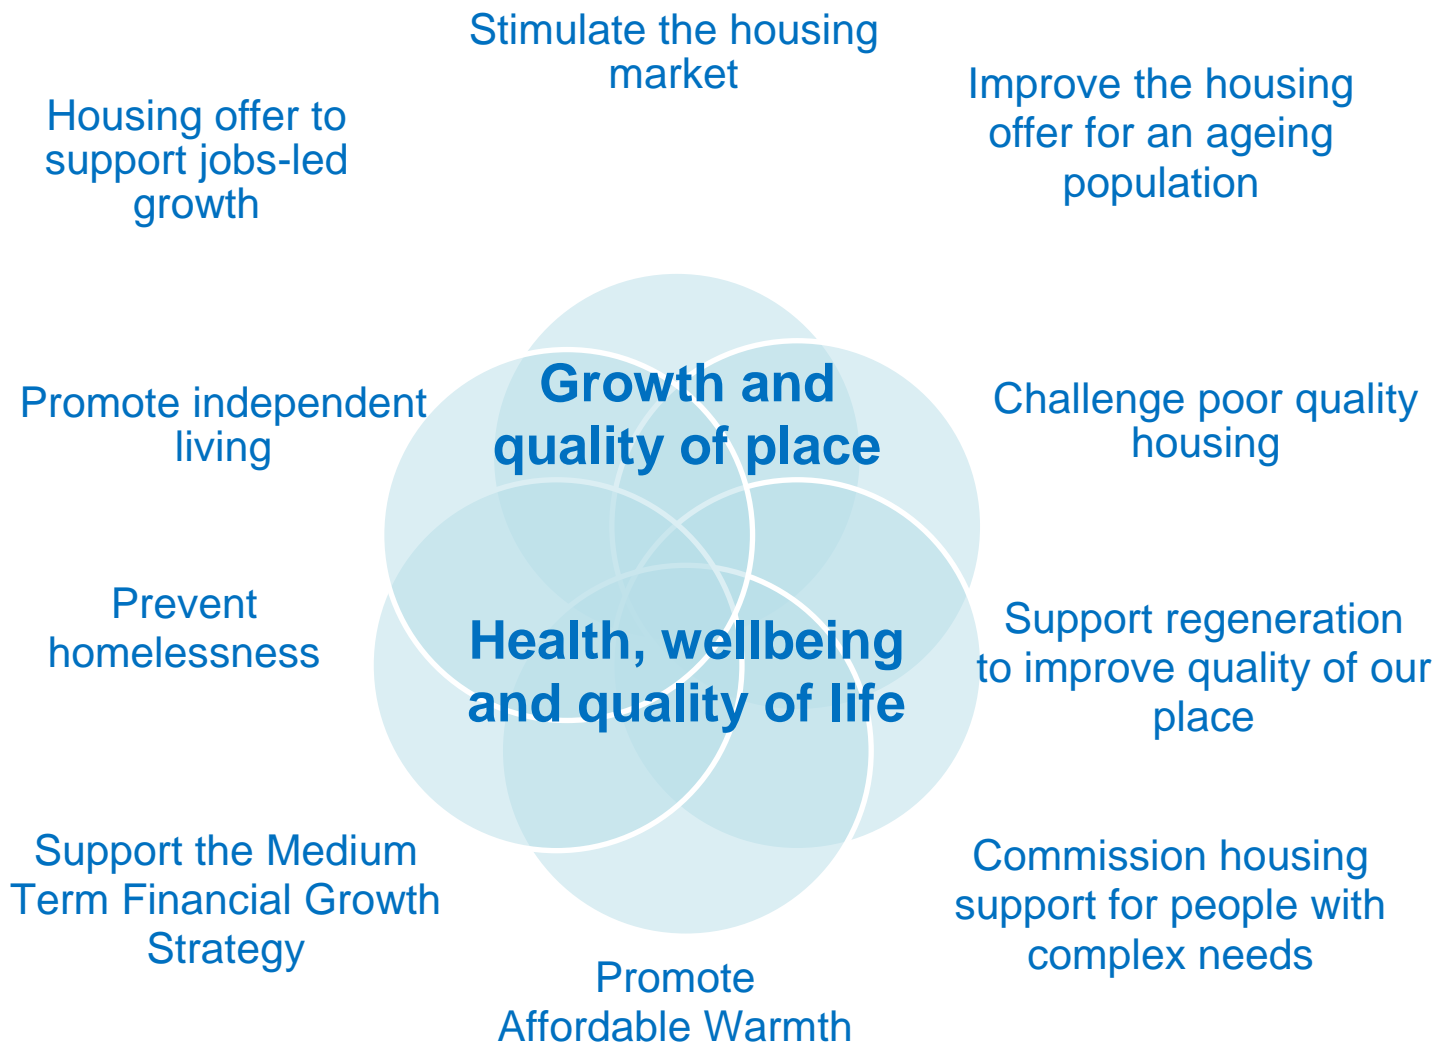 Stimulate the housing
market
Housing offer to
support jobs-led
growth
Improve the housing
offer for an ageing
population
Growth and
quality of place
Promote independent
living
Challenge poor quality
housing
Prevent
homelessness
Health, wellbeing
and quality of life
Support regeneration
to improve quality of our
place
Support the Medium
Term Financial Growth
Strategy
Commission housing
support for people with
complex needs
Promote
Affordable Warmth